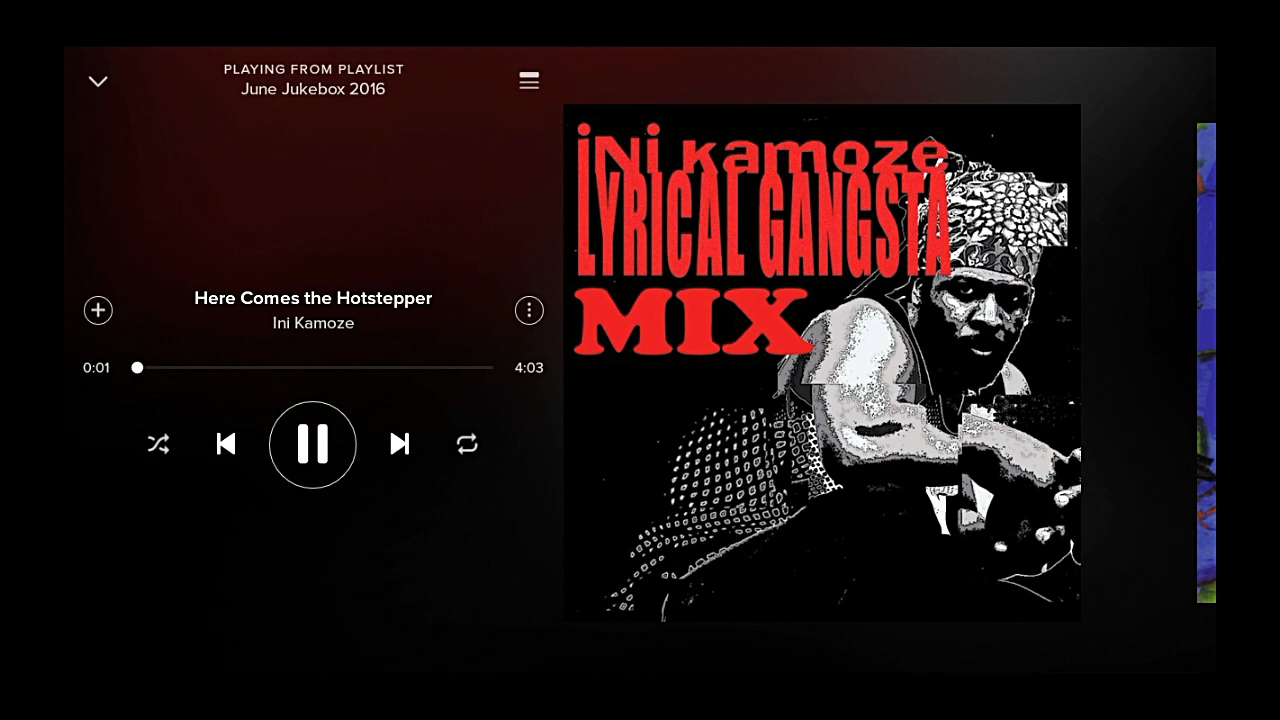 PLAYING FROM PLAYLIST
June Jukebox 2016
Here Comes the Hotstepper
Ini Kamoze
0:01
4:03
iNi kamoze
LYRICAL GANGSTA
MIX